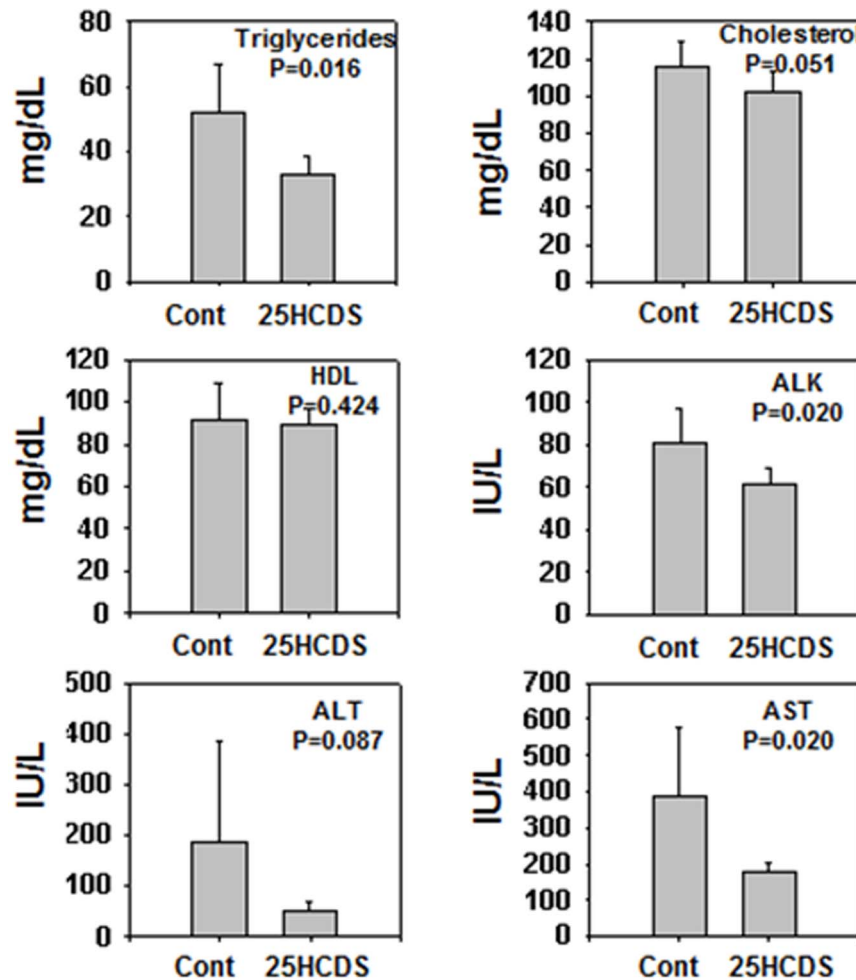 Triglycerides
P=0.016
mg/dL
80
60
40
20
0
Cont 25HCDS
Cholesterol
P=0.051
mg/dL
140
120
100
80
60
40
20
0
Cont 25HCDS
HDL
P=0.424
mg/dL
120
100
80
60
40
20
0
Cont 25HCDS
ALK
P=0.020
IU/L
120
100
80
60
40
20
0
Cont 25HCDS
ALT
P=0.087
IU/L
500
400
300
200
100
0
Cont 25HCDS
AST
P=0.020
IU/L
700
600
500
400
300
200
100
0
Cont 25HCDS